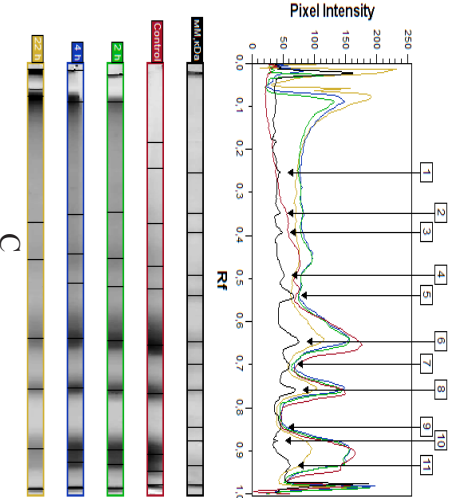 Pixel Intensity
0 50 100 150 200 250
0,0
0,1
0,2
0,3
0,4
0,5
0,6
0,7
0,8
0,9
1,0
Rf
1
2
3
4
5
6
7
8
9
10
11
мМ,кDa
Control
2 h
4 h
22 h
C